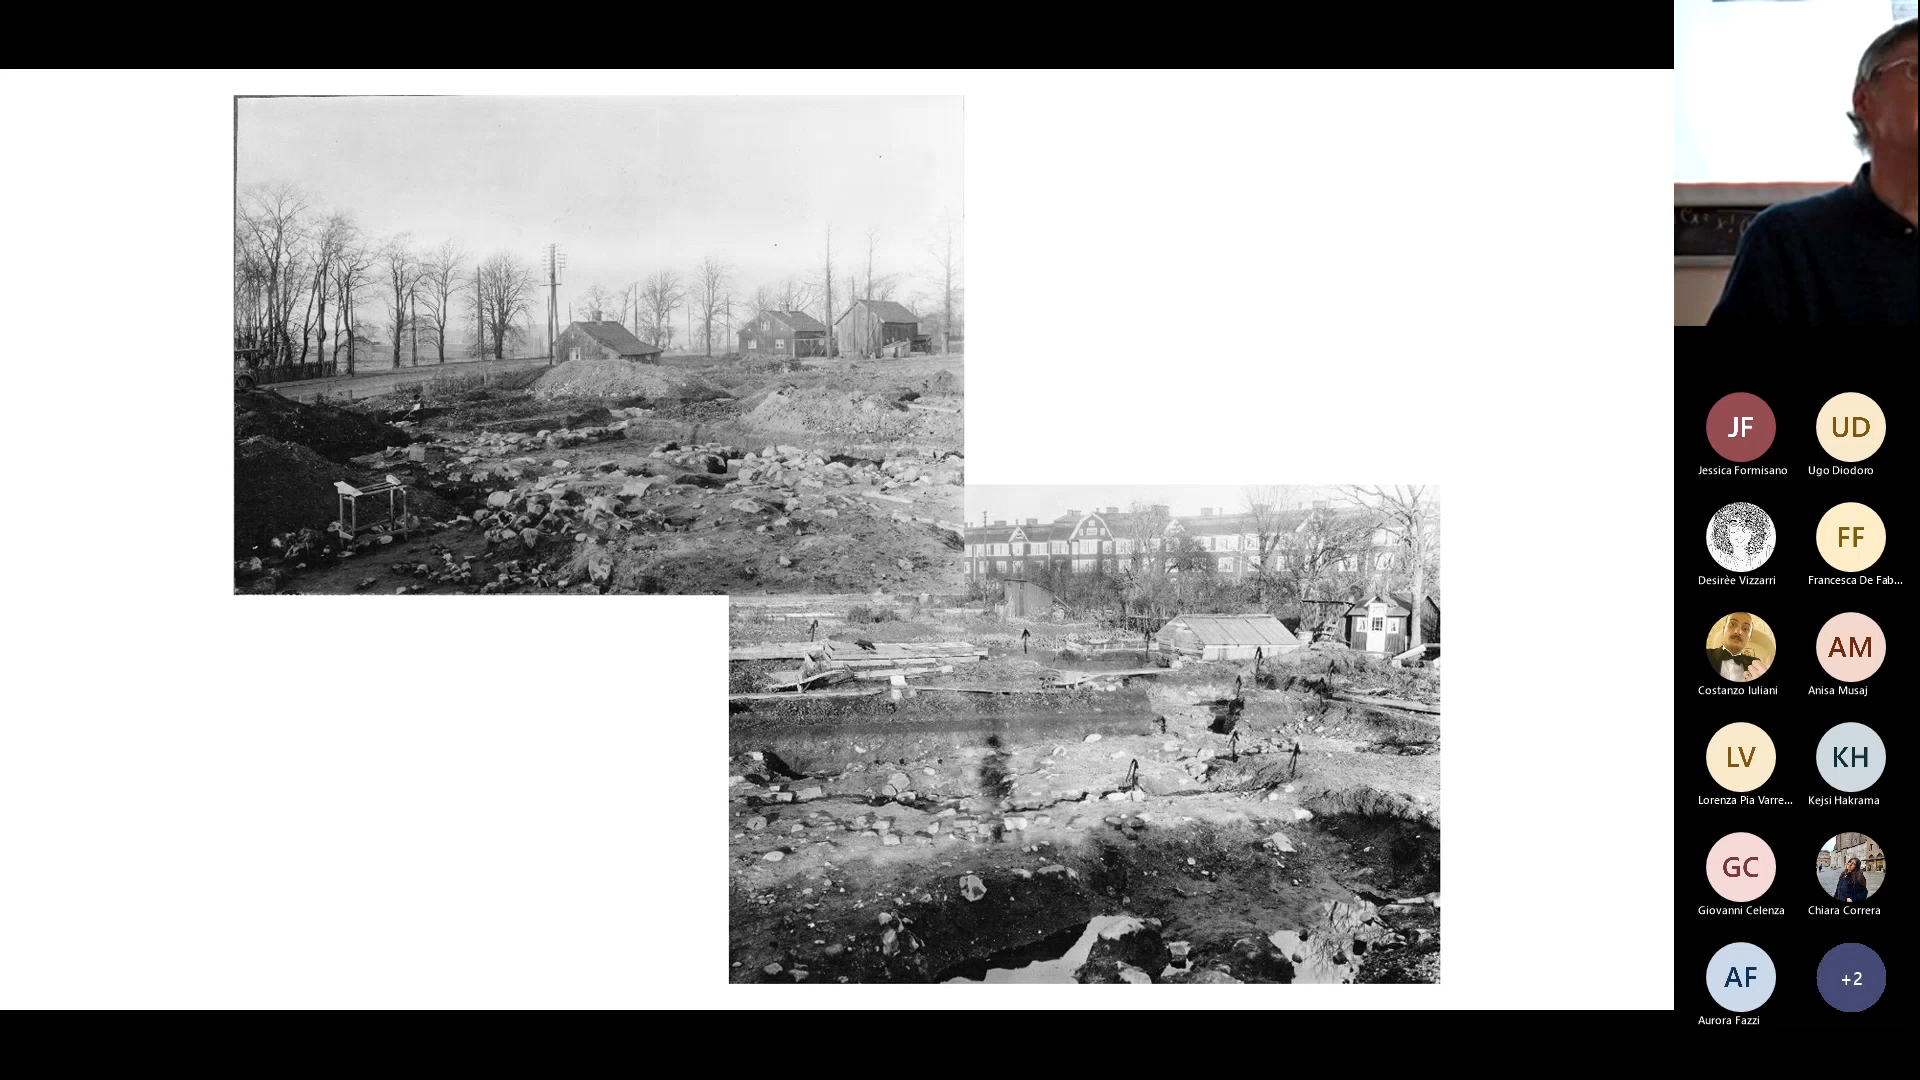 JF
UD
Jessica Formisano
Ugo Diodoro
FF
Desirèe Vizzarri
Francesca De Fab...
AM
Costanzo Iuliani
Anisa Musaj
LV
KH
Lorenza Pia Varre...
Kejsi Hakrama
GC
Giovanni Celenza
Chiara Correra
AF
+2
Aurora Fazzi